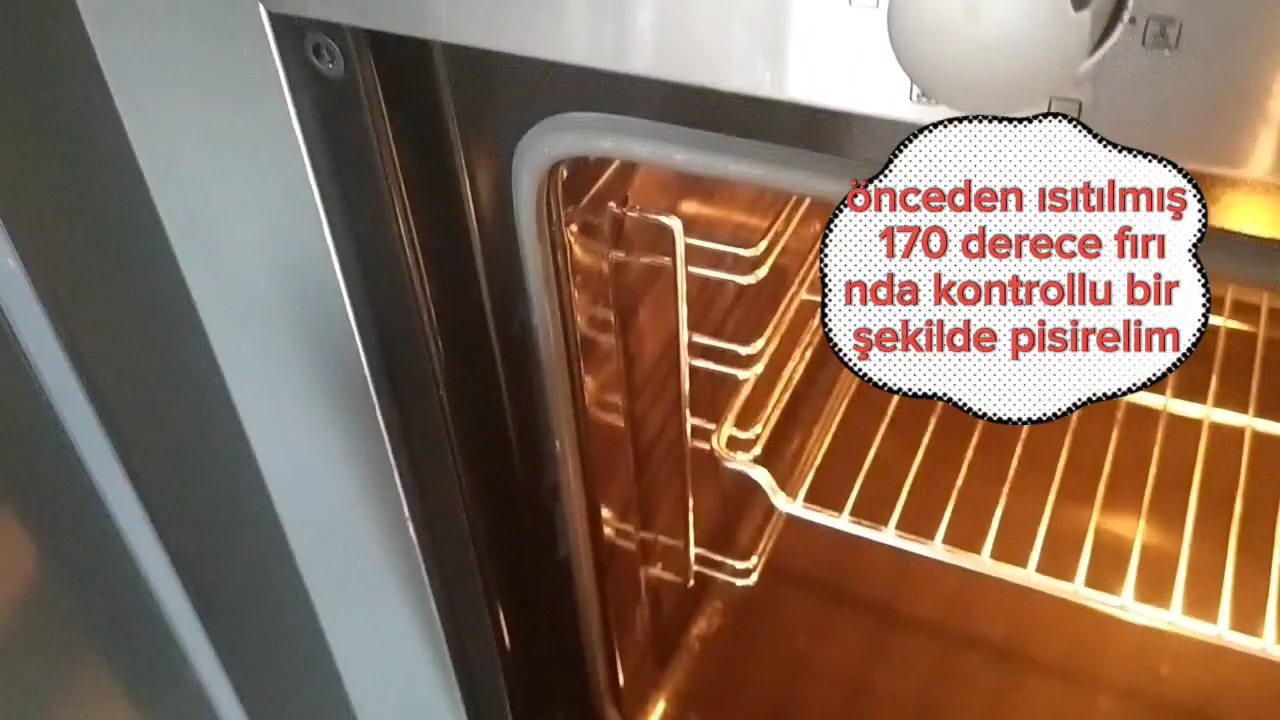 önceden ısıtılmış
170 derece fırı
nda kontrollu bir
şekilde pisirelim